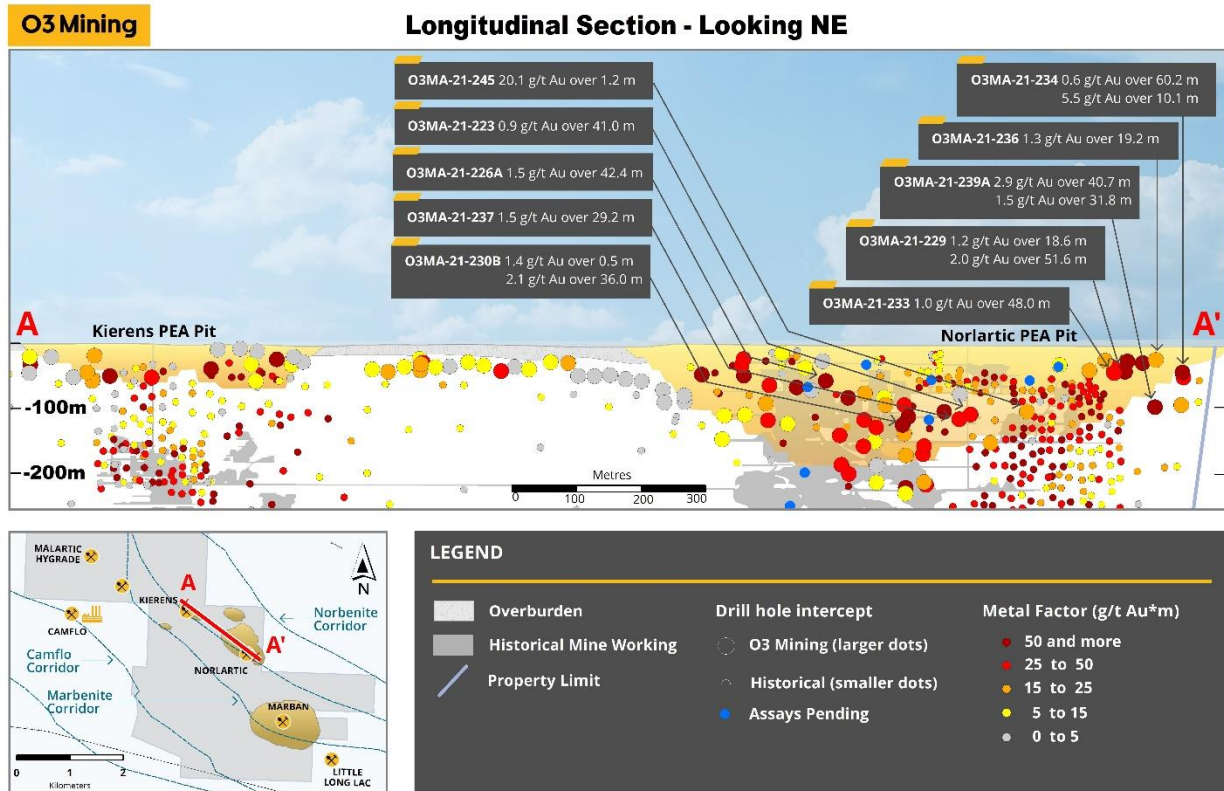 O3 Mining
Longitudinal Section - Looking NE
O3MA-21-245 20.1 g/t Au over 1.2 m
O3MA-21-223 0.9 g/t Au over 41.0 m
O3MA-21-226A 1.5 g/t Au over 42.4 m
O3MA-21-237 1.5 g/t Au over 29.2 m
O3MA-21-230B 1.4 g/t Au over 0.5 m
2.1 g/t Au over 36.0 m
O3MA-21-234 0.6 g/t Au over 60.2 m
5.5 g/t Au over 10.1 m
O3MA-21-236 1.3 g/t Au over 19.2 m
O3MA-21-239A 2.9 g/t Au over 40.7 m
1.5 g/t Au over 31.8 m
O3MA-21-229 1.2 g/t Au over 18.6 m
2.0 g/t Au over 51.6 m
O3MA-21-233 1.0 g/t Au over 48.0 m
A
Kierens PEA Pit
Norlartic PEA Pit
A'
-100m
-200m
Metres
0 100 200 300
MALARTIC
HYGRADE
A
N
KIERENS
Norbenite
Corridor
CAMFLO
A'
Camflo
Corridor
NORLARTIC
Marbenite
Corridor
MARBAN
LITTLE
LONG LAC
0 1 2
Kilometers
LEGEND
Overburden
Historical Mine Working
Property Limit
Drill hole intercept
O3 Mining (larger dots)
Historical (smaller dots)
Assays Pending
Metal Factor (g/t Au*m)
50 and more
25 to 50
15 to 25
5 to 15
0 to 5